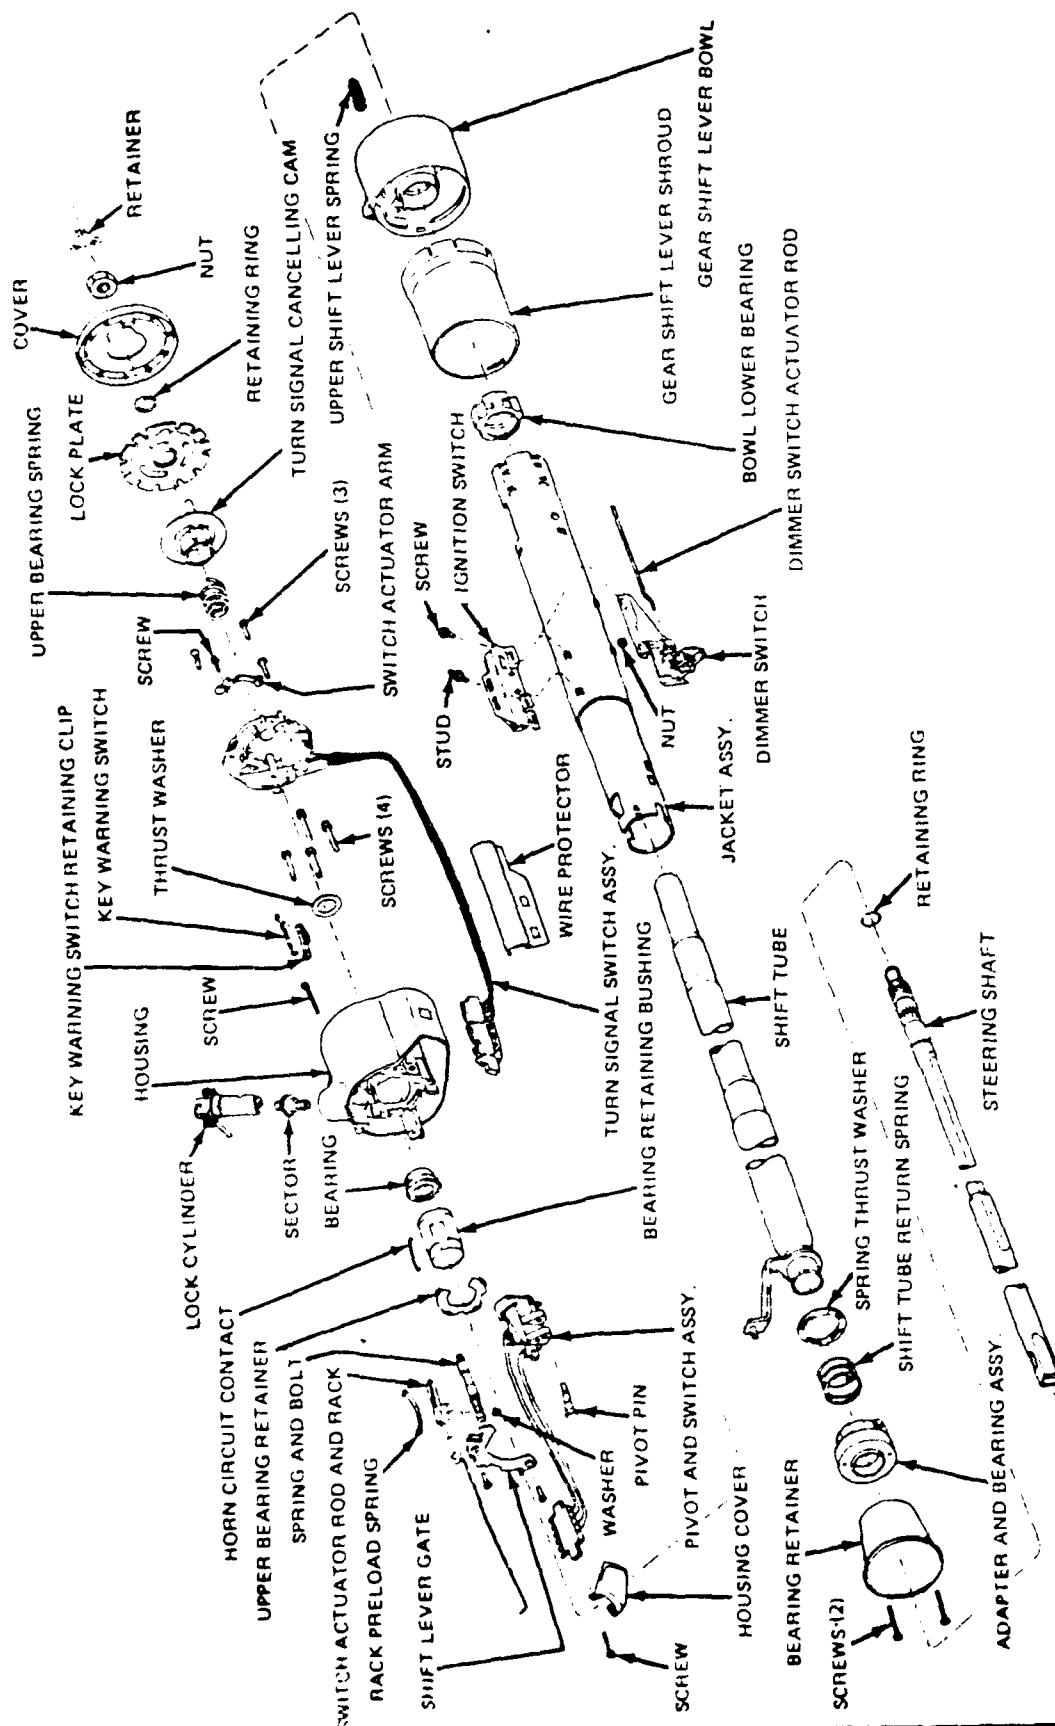 KEY WARNING SWITCH RETAINING CLIP
KEY WARNING SWITCH
THRUST WASHER
SCREW
UPPER BEARING SPRING
LOCK PLATE
COVER
NUT
RETAINER
RETAINING RING
TURN SIGNAL CANCELLING CAM
UPPER SHIFT LEVER SPRING
SCREWS (3)
SWITCH ACTUATOR ARM
SCREWS (4)
HOUSING
SCREW
LOCK CYLINDER
SECTOR
BEARING
HORN CIRCUIT CONTACT
UPPER BEARING RETAINER
SPRING AND BOLT
SWITCH ACTUATOR ROD AND RACK
RACK PRELOAD SPRING
SHIFT LEVER GATE
STUD
SCREW
IGNITION SWITCH
WIRE PROTECTOR
TURN SIGNAL SWITCH ASSY.
BEARING RETAINING BUSHING
WASHER
PIVOT PIN
PIVOT AND SWITCH ASSY.
HOUSING COVER
SCREW
GEAR SHIFT LEVER BOWL
GEAR SHIFT LEVER SHROUD
BOWL LOWER BEARING
DIMMER SWITCH ACTUATOR ROD
DIMMER SWITCH
NUT
JACKET ASSY.
SHIFT TUBE
RETAINING RING
STEERING SHAFT
SPRING THRUST WASHER
SHIFT TUBE RETURN SPRING
ADAPTER AND BEARING ASSY.
BEARING RETAINER
SCREWS (2)